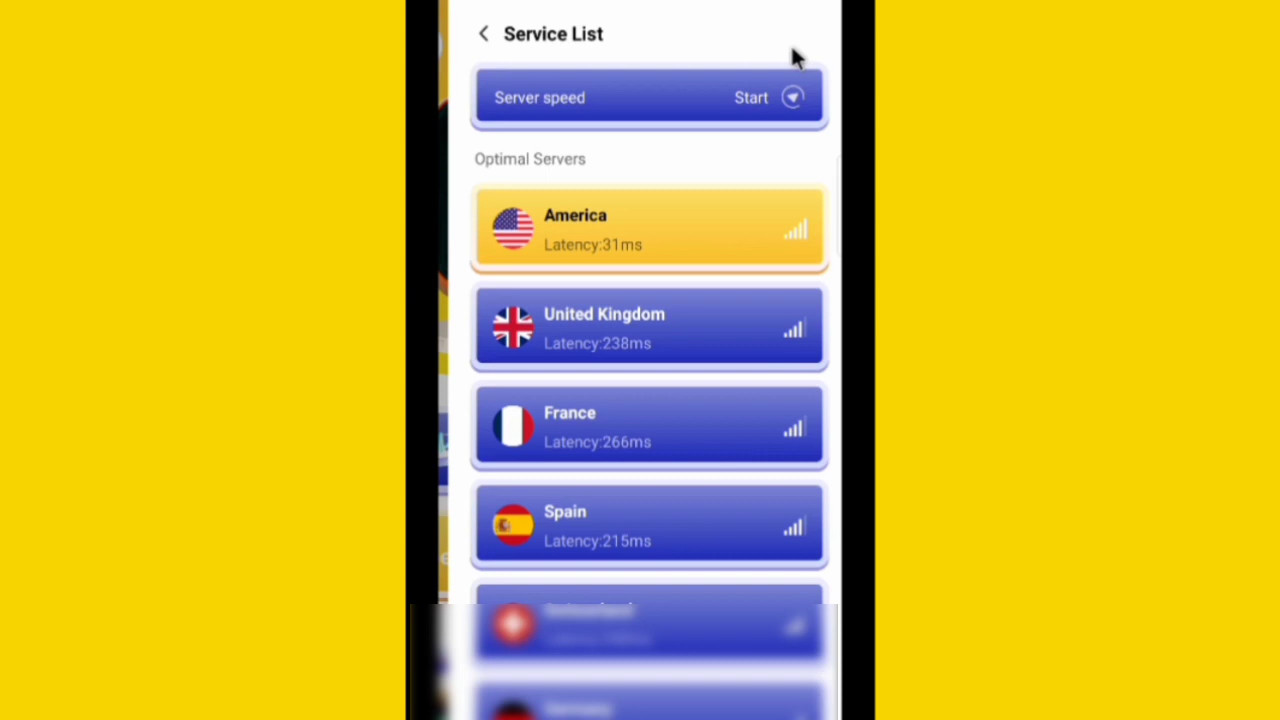 Service List
Server speed
Start
Optimal Servers
America
Latency:31ms
United Kingdom
Latency:238ms
France
Latency:266ms
Spain
Latency:215ms